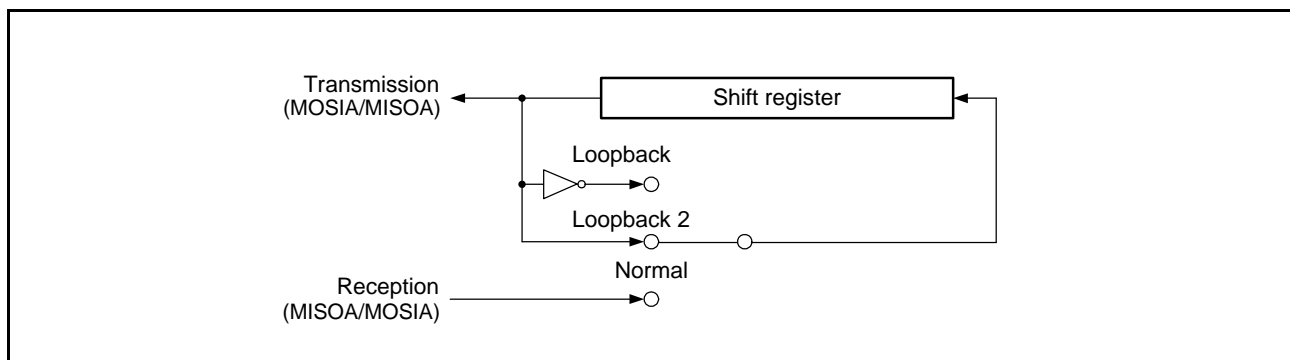 Transmission
(MOSIA/MISOA)
Shift register
Loopback
Loopback 2
Normal
Reception
(MISOA/MOSIA)